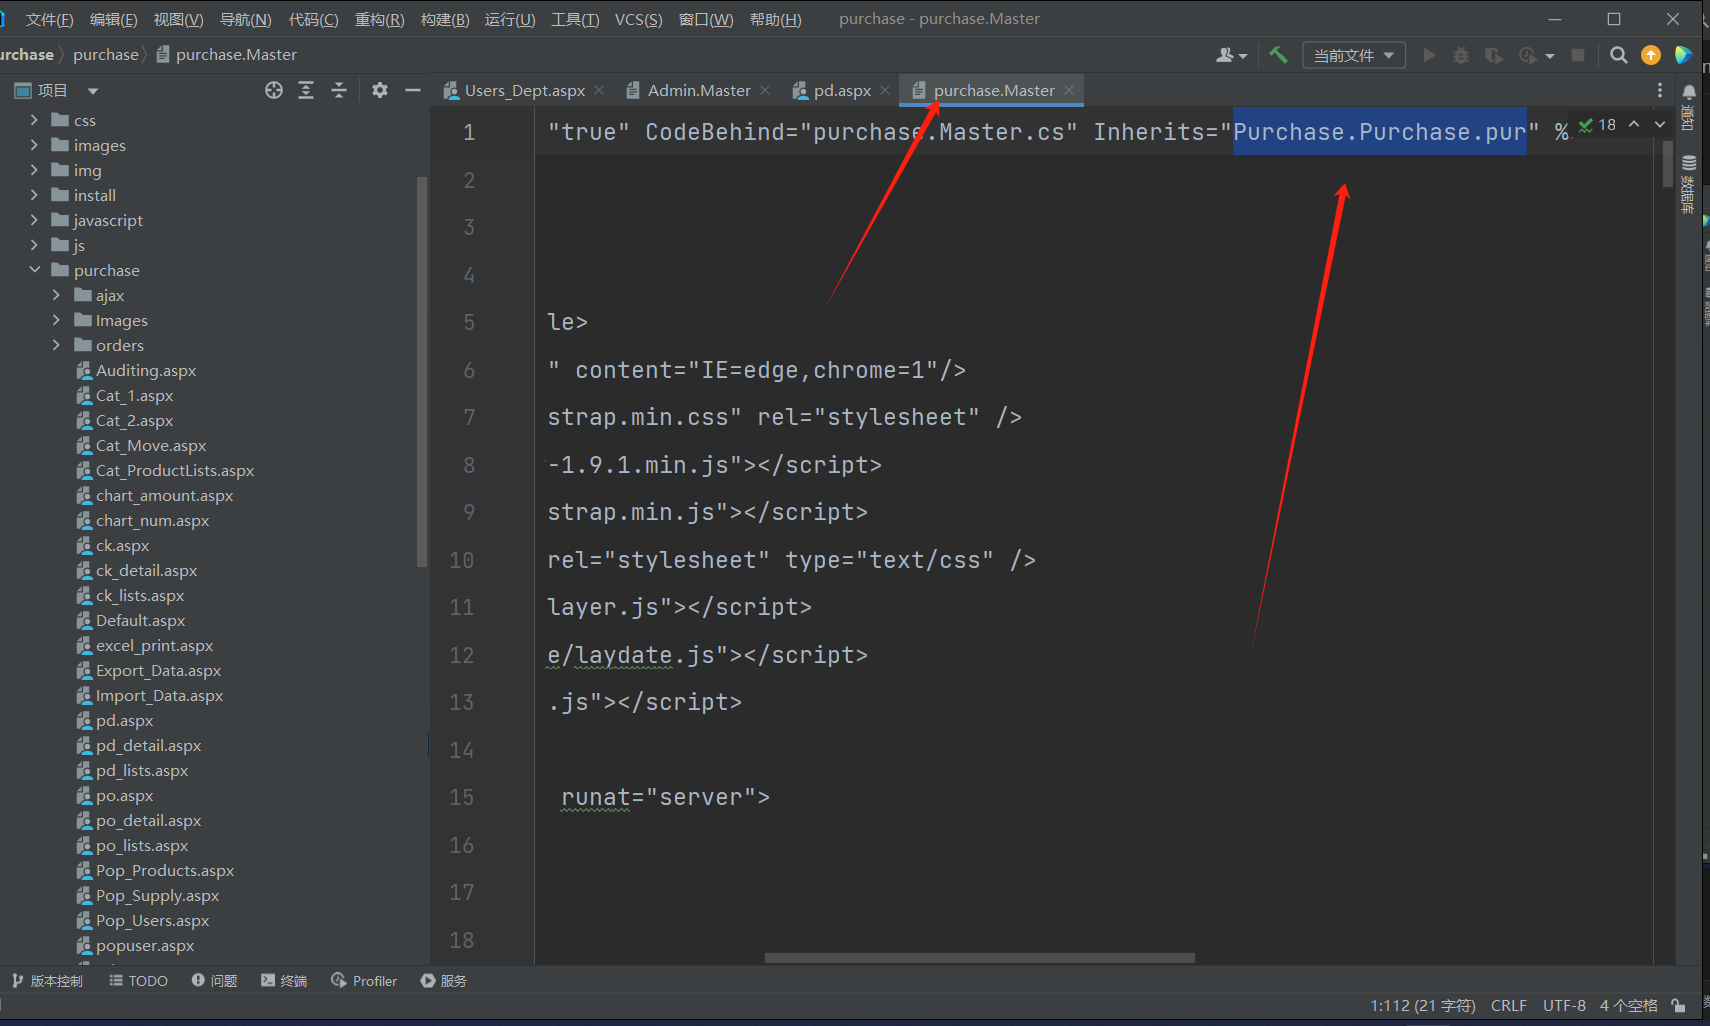 文件(F) 编辑(E) 视图(V) 导航(N) 代码(C) 重构(R) 构建(B) 运行(U) 工具(T) VCS(S) 窗口(W) 帮助(H) purchase - purchase.Master
urchase purchase purchase.Master 当前文件
项目
Users_Dept.aspx Admin.Master pd.aspx purchase.Master
通知
数据库
css
images
img
install
javascript
js
purchase
ajax
Images
orders
Auditing.aspx
Cat_1.aspx
Cat_2.aspx
Cat_Move.aspx
Cat_ProductLists.aspx
chart_amount.aspx
chart_num.aspx
ck.aspx
ck_detail.aspx
ck_lists.aspx
Default.aspx
excel_print.aspx
Export_Data.aspx
Import_Data.aspx
pd.aspx
pd_detail.aspx
pd_lists.aspx
po.aspx
po_detail.aspx
po_lists.aspx
Pop_Products.aspx
Pop_Supply.aspx
Pop_Users.aspx
popuser.aspx
1 "true" CodeBehind="purchase.Master.cs" Inherits="Purchase.Purchase.pur" % 18
2
3
4
5 le>
6 " content="IE=edge,chrome=1"/>
7 strap.min.css" rel="stylesheet" />
8 -1.9.1.min.js"></script>
9 strap.min.js"></script>
10 rel="stylesheet" type="text/css" />
11 layer.js"></script>
12 e/laydate.js"></script>
13 .js"></script>
14
15 runat="server">
16
17
18
版本控制 TODO 问题 终端 Profiler 服务
1:112 (21 字符) CRLF UTF-8 4 个空格